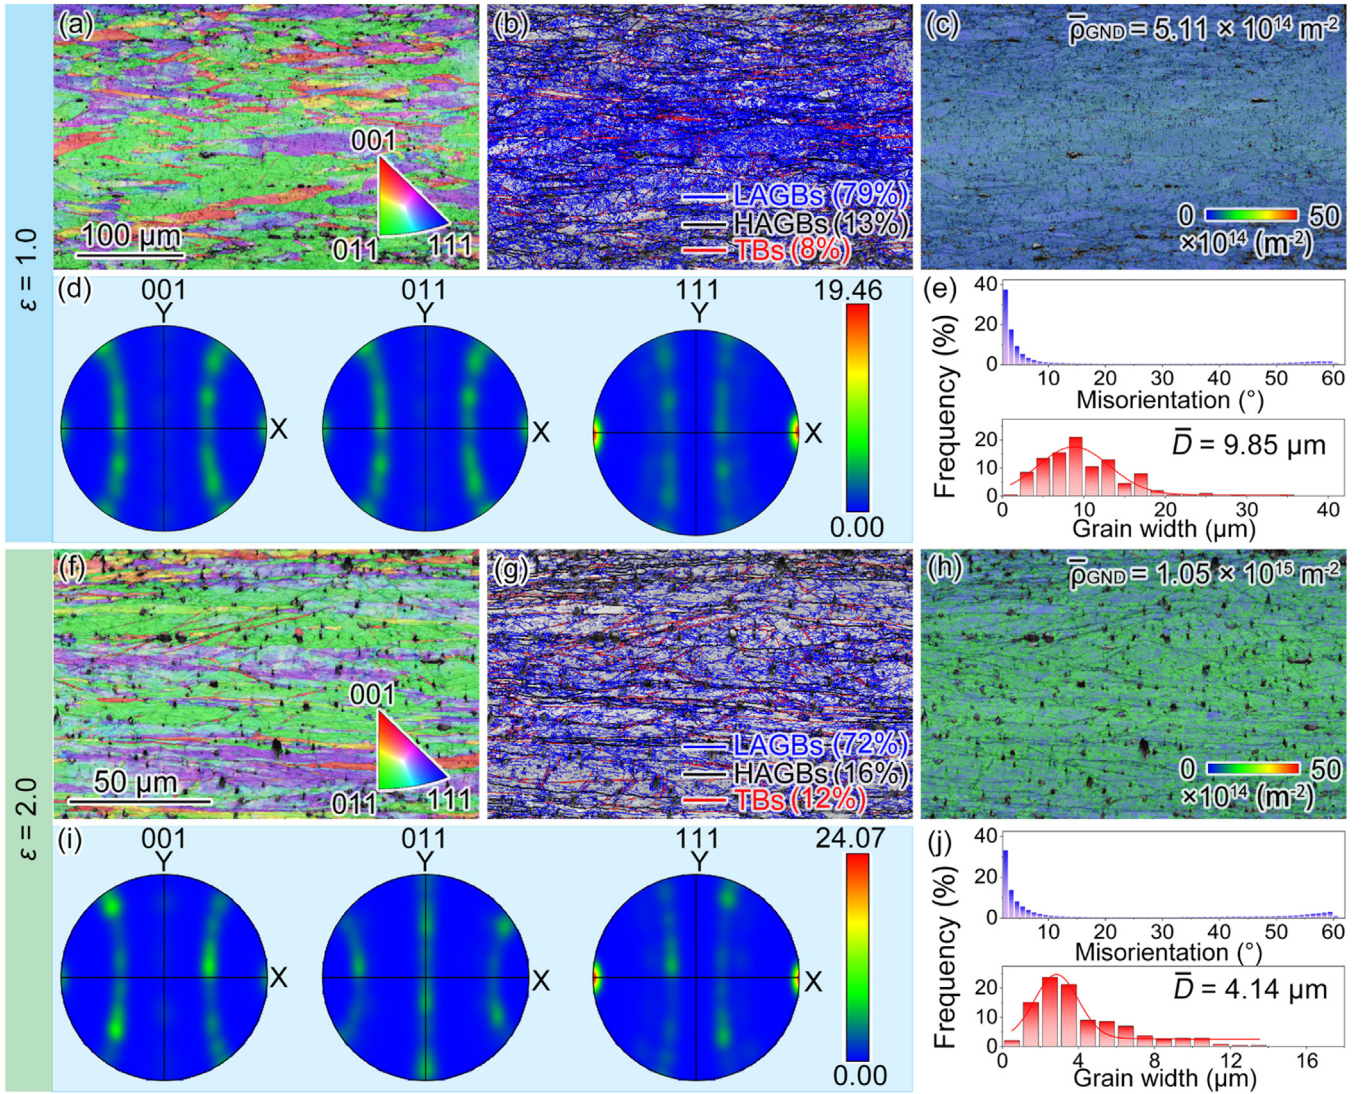 ε = 1.0
(a)
001
011
111
100 μm
(b)
LAGBs (79%)
HAGBs (13%)
TBs (8%)
(c)
ρ̅GND = 5.11 × 10¹⁴ m⁻²
0 50
×10¹⁴ (m⁻²)
(d)
001
Y
X
011
Y
X
111
Y
X
19.46
0.00
(e)
Frequency (%)
40
20
0
10 20 30 40 50 60
Misorientation (°)
D̅ = 9.85 μm
20
10
0
0 10 20 30 40
Grain width (μm)
ε = 2.0
(f)
001
011
111
50 μm
(g)
LAGBs (72%)
HAGBs (16%)
TBs (12%)
(h)
ρ̅GND = 1.05 × 10¹⁵ m⁻²
0 50
×10¹⁴ (m⁻²)
(i)
001
Y
X
011
Y
X
111
Y
X
24.07
0.00
(j)
Frequency (%)
40
20
0
10 20 30 40 50 60
Misorientation (°)
D̅ = 4.14 μm
20
10
0
0 4 8 12 16
Grain width (μm)